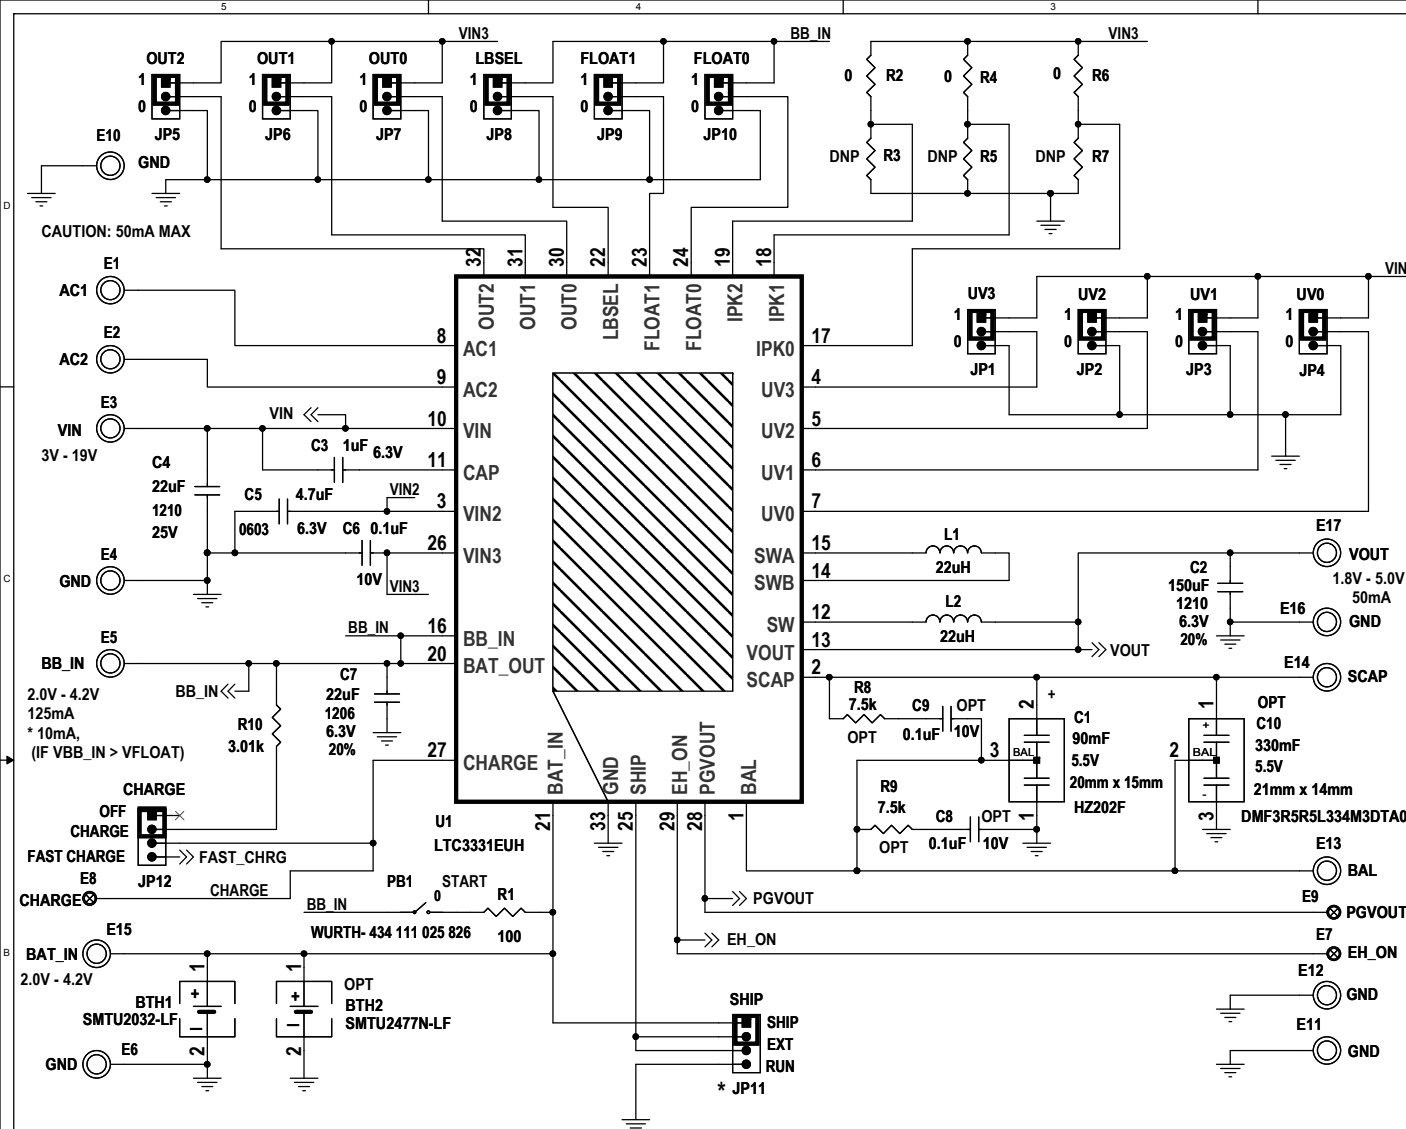 5 4 3
VIN3 BB_IN VIN3
OUT2 OUT1 OUT0 LBSEL FLOAT1 FLOAT0
1 1 1 1 1 1
0 0 0 0 0 0
JP5 JP6 JP7 JP8 JP9 JP10
0 R2 0 R4 0 R6
DNP R3 DNP R5 DNP R7
E10
GND
D
CAUTION: 50mA MAX
32 31 30 22 23 24 19 18
OUT2 OUT1 OUT0 LBSEL FLOAT1 FLOAT0 IPK2 IPK1
E1
AC1
8 AC1
E2
AC2
9 AC2
E3
VIN
3V - 19V
VIN
10 VIN
C3 1uF 6.3V
11 CAP
C4
22uF
1210
25V
C5 4.7uF
0603 6.3V
VIN2
3 VIN2
C6 0.1uF
10V
26 VIN3
VIN3
E4
GND
C
IPK0 17
UV3 4
UV2 5
UV1 6
UV0 7
SWA 15
SWB 14
SW 12
VOUT 13
SCAP 2
VIN
UV3 UV2 UV1 UV0
1 1 1 1
0 0 0 0
JP1 JP2 JP3 JP4
L1
22uH
L2
22uH
VOUT
C2
150uF
1210
6.3V
20%
E17
VOUT
1.8V - 5.0V
50mA
E16
GND
C
E14
SCAP
BB_IN
16 BB_IN
20 BAT_OUT
E5
BB_IN
2.0V - 4.2V
125mA
* 10mA,
(IF VBB_IN > VFLOAT)
BB_IN
R10
3.01k
C7
22uF
1206
6.3V
20%
27 CHARGE
BAT_IN GND SHIP EH_ON PGVOUT BAL
21 33 25 29 28 1
U1
LTC3331EUH
R8
7.5k
OPT
C9 OPT
0.1uF 10V
R9
7.5k
OPT
C8 OPT
0.1uF 10V
2 +
3 BAL
1
C1
90mF
5.5V
20mm x 15mm
HZ202F
1 +
2 BAL
-
3
OPT
C10
330mF
5.5V
21mm x 14mm
DMF3R5R5L334M3DTA0
CHARGE
OFF
CHARGE
FAST CHARGE
JP12
FAST_CHRG
E8
CHARGE
CHARGE
PB1 START
BB_IN 0 R1
WURTH- 434 111 025 826 100
E13
BAL
PGVOUT
E9
PGVOUT
EH_ON
E7
EH_ON
B
E15
BAT_IN
2.0V - 4.2V
1 +
BTH1
SMTU2032-LF
2
1 +
OPT
BTH2
SMTU2477N-LF
2
E6
GND
SHIP
SHIP
EXT
RUN
* JP11
E12
GND
E11
GND